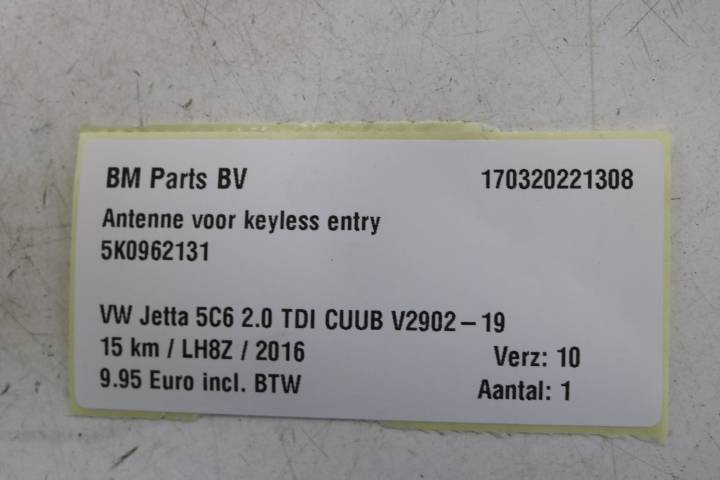 BM Parts BV 170320221308
Antenne voor keyless entry
5K0962131
VW Jetta 5C6 2.0 TDI CUUB V2902 – 19
15 km / LH8Z / 2016 Verz: 10
9.95 Euro incl. BTW Aantal: 1